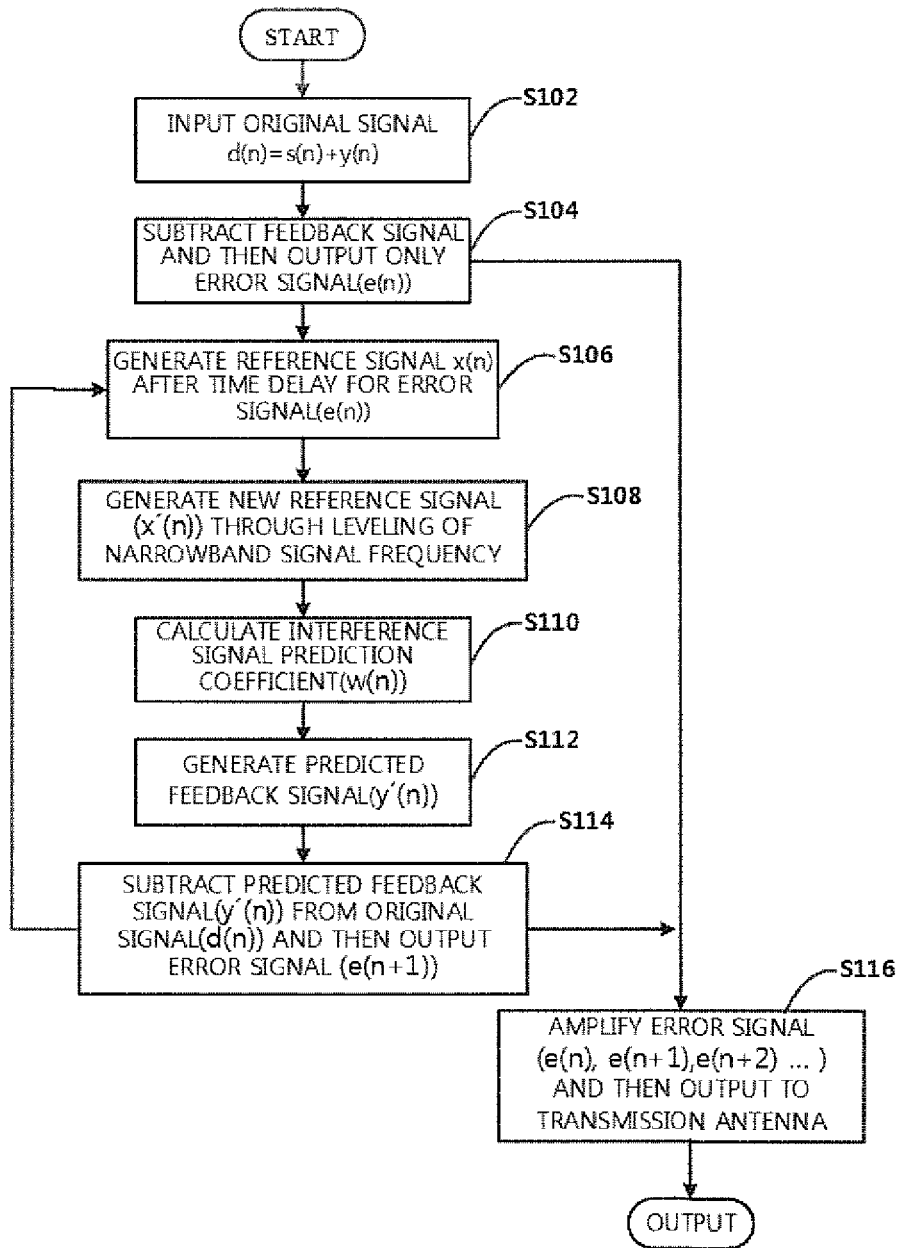 START
S102
INPUT ORIGINAL SIGNAL
d(n)=s(n)+y(n)
S104
SUBTRACT FEEDBACK SIGNAL
AND THEN OUTPUT ONLY
ERROR SIGNAL(e(n))
S106
GENERATE REFERENCE SIGNAL x(n)
AFTER TIME DELAY FOR ERROR
SIGNAL(e(n))
S108
GENERATE NEW REFERENCE SIGNAL
(x´(n)) THROUGH LEVELING OF
NARROWBAND SIGNAL FREQUENCY
S110
CALCULATE INTERFERENCE
SIGNAL PREDICTION
COEFFICIENT(w(n))
S112
GENERATE PREDICTED
FEEDBACK SIGNAL(y´(n))
S114
SUBTRACT PREDICTED FEEDBACK
SIGNAL(y´(n)) FROM ORIGINAL
SIGNAL(d(n)) AND THEN OUTPUT
ERROR SIGNAL (e(n+1))
S116
AMPLIFY ERROR SIGNAL
(e(n), e(n+1),e(n+2) ... )
AND THEN OUTPUT TO
TRANSMISSION ANTENNA
OUTPUT